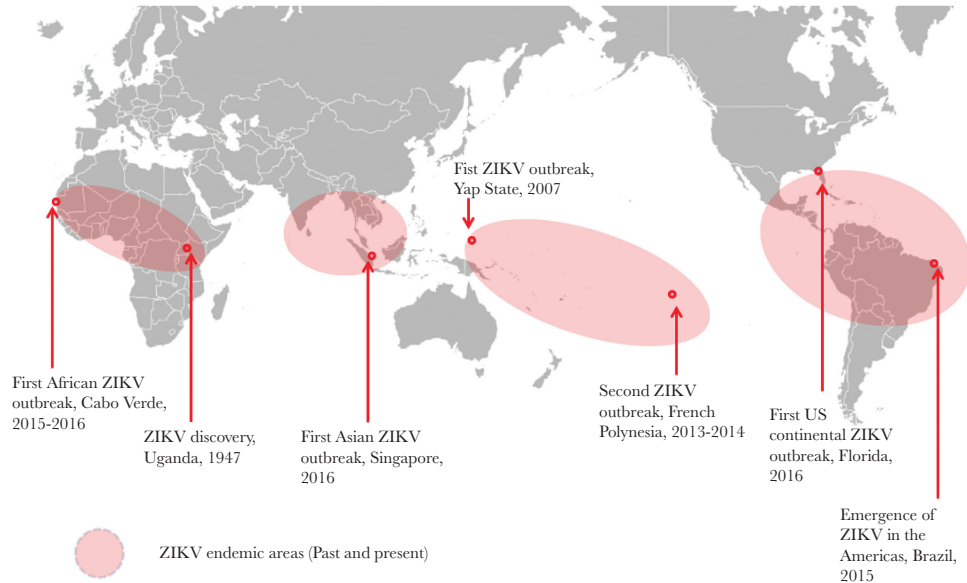 Fist ZIKV outbreak,
Yap State, 2007
First African ZIKV
outbreak, Cabo Verde,
2015-2016
ZIKV discovery,
Uganda, 1947
First Asian ZIKV
outbreak, Singapore,
2016
Second ZIKV
outbreak, French
Polynesia, 2013-2014
First US
continental ZIKV
outbreak, Florida,
2016
Emergence of
ZIKV in the
Americas, Brazil,
2015
ZIKV endemic areas (Past and present)